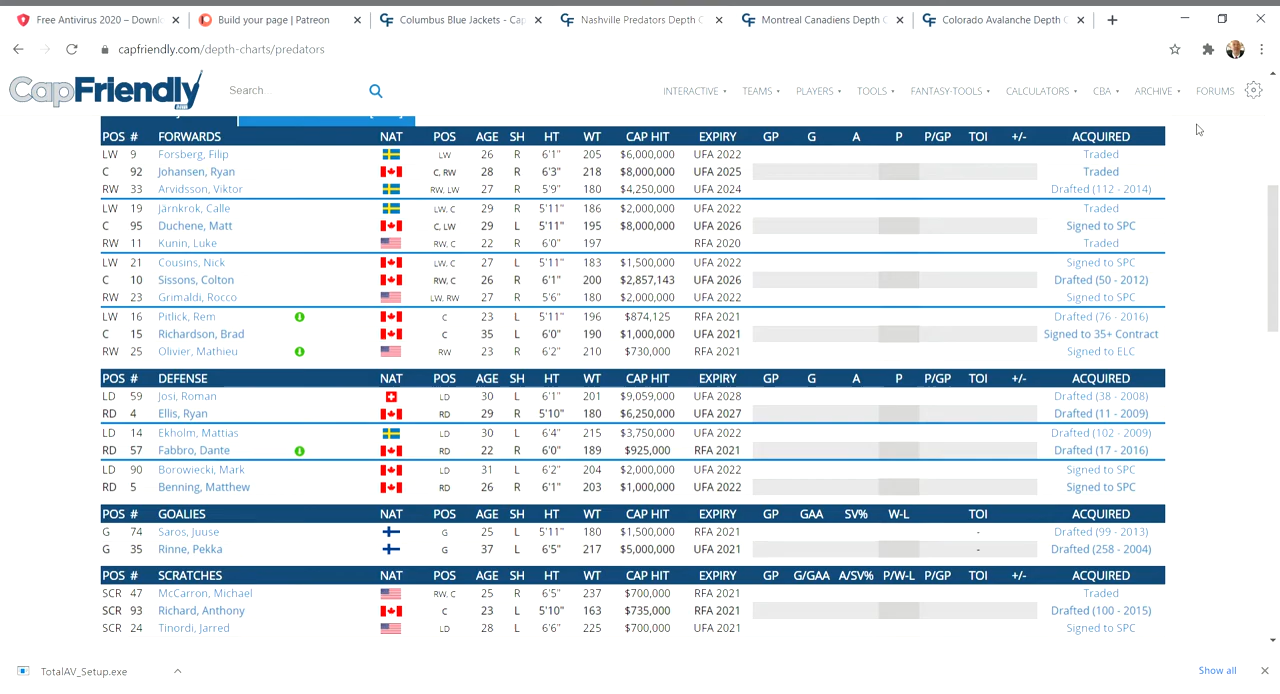 Free Antivirus 2020 – Downl
Build your page | Patreon
Columbus Blue Jackets - Cap
Nashville Predators Depth C
Montreal Canadiens Depth C
Colorado Avalanche Depth C
capfriendly.com/depth-charts/predators
CapFriendly
Search...
INTERACTIVE TEAMS PLAYERS TOOLS FANTASY-TOOLS CALCULATORS CBA ARCHIVE FORUMS
POS # FORWARDS NAT POS AGE SH HT WT CAP HIT EXPIRY GP G A P P/GP TOI +/- ACQUIRED
LW 9 Forsberg, Filip LW 26 R 6'1" 205 $6,000,000 UFA 2022 Traded
C 92 Johansen, Ryan C, RW 28 R 6'3" 218 $8,000,000 UFA 2025 Traded
RW 33 Arvidsson, Viktor RW, LW 27 R 5'9" 180 $4,250,000 UFA 2024 Drafted (112 - 2014)
LW 19 Järnkrok, Calle LW, C 29 R 5'11" 186 $2,000,000 UFA 2022 Traded
C 95 Duchene, Matt C, LW 29 L 5'11" 195 $8,000,000 UFA 2026 Signed to SPC
RW 11 Kunin, Luke RW, C 22 R 6'0" 197 RFA 2020 Traded
LW 21 Cousins, Nick LW, C 27 L 5'11" 183 $1,500,000 UFA 2022 Signed to SPC
C 10 Sissons, Colton RW, C 26 R 6'1" 200 $2,857,143 UFA 2026 Drafted (50 - 2012)
RW 23 Grimaldi, Rocco LW, RW 27 R 5'6" 180 $2,000,000 UFA 2022 Signed to SPC
LW 16 Pitlick, Rem C 23 L 5'11" 196 $874,125 RFA 2021 Drafted (76 - 2016)
C 15 Richardson, Brad C 35 L 6'0" 190 $1,000,000 UFA 2021 Signed to 35+ Contract
RW 25 Olivier, Mathieu RW 23 R 6'2" 210 $730,000 RFA 2021 Signed to ELC
POS # DEFENSE NAT POS AGE SH HT WT CAP HIT EXPIRY GP G A P P/GP TOI +/- ACQUIRED
LD 59 Josi, Roman LD 30 L 6'1" 201 $9,059,000 UFA 2028 Drafted (38 - 2008)
RD 4 Ellis, Ryan RD 29 R 5'10" 180 $6,250,000 UFA 2027 Drafted (11 - 2009)
LD 14 Ekholm, Mattias LD 30 L 6'4" 215 $3,750,000 UFA 2022 Drafted (102 - 2009)
RD 57 Fabbro, Dante RD 22 R 6'0" 189 $925,000 RFA 2021 Drafted (17 - 2016)
LD 90 Borowiecki, Mark LD 31 L 6'2" 204 $2,000,000 UFA 2022 Signed to SPC
RD 5 Benning, Matthew RD 26 R 6'1" 203 $1,000,000 UFA 2022 Signed to SPC
POS # GOALIES NAT POS AGE SH HT WT CAP HIT EXPIRY GP GAA SV% W-L TOI ACQUIRED
G 74 Saros, Juuse G 25 L 5'11" 180 $1,500,000 RFA 2021 - Drafted (99 - 2013)
G 35 Rinne, Pekka G 37 L 6'5" 217 $5,000,000 UFA 2021 - Drafted (258 - 2004)
POS # SCRATCHES NAT POS AGE SH HT WT CAP HIT EXPIRY GP G/GAA A/SV% P/W-L P/GP TOI +/- ACQUIRED
SCR 47 McCarron, Michael RW, C 25 R 6'5" 237 $700,000 RFA 2021 Traded
SCR 93 Richard, Anthony C 23 L 5'10" 163 $735,000 RFA 2021 Drafted (100 - 2015)
SCR 24 Tinordi, Jarred LD 28 L 6'6" 225 $700,000 UFA 2021 Signed to SPC
TotalAV_Setup.exe
Show all